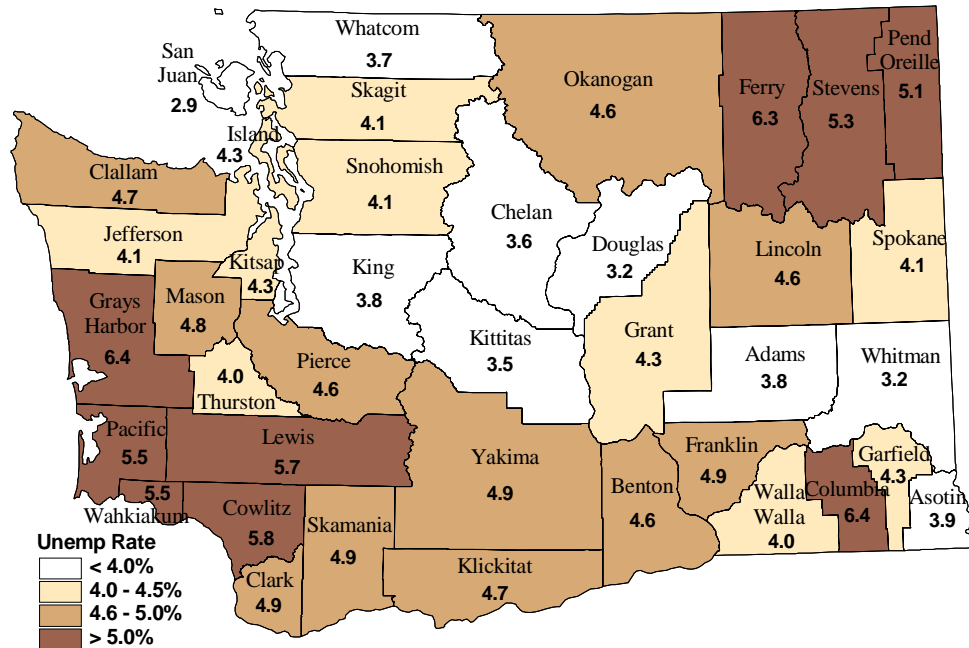 Whatcom
3.7
San
Juan
2.9
Skagit
4.1
Island
4.3
Okanogan
4.6
Ferry
6.3
Stevens
5.3
Pend
Oreille
5.1
Clallam
4.7
Snohomish
4.1
Chelan
3.6
Douglas
3.2
Jefferson
4.1
Kitsap
4.3
King
3.8
Lincoln
4.6
Spokane
4.1
Grays
Harbor
6.4
Mason
4.8
Kittitas
3.5
Grant
4.3
Adams
3.8
Whitman
3.2
4.0
Thurston
Pierce
4.6
Pacific
5.5
Lewis
5.7
Yakima
4.9
Benton
4.6
Franklin
4.9
Walla
Walla
4.0
Columbia
6.4
Garfield
4.3
Asotin
3.9
5.5
Wahkiakum
Cowlitz
5.8
Skamania
4.9
Clark
4.9
Klickitat
4.7
Unemp Rate
< 4.0%
4.0 - 4.5%
4.6 - 5.0%
> 5.0%